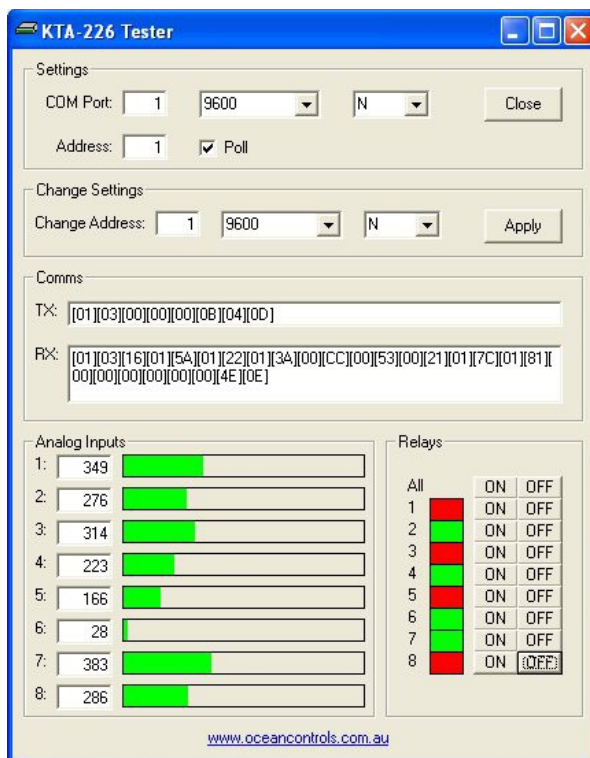 KTA-226 Tester
Settings
COM Port: 1 9600 N Close
Address: 1 Poll
Change Settings
Change Address: 1 9600 N Apply
Comms
TX: [01][03][00][00][00][0B][04][0D]
RX: [01][03][16][01][5A][01][22][01][3A][00][CC][00][53][00][21][01][7C][01][81][
00][00][00][00][00][00][4E][0E]
Analog Inputs
1: 349
2: 276
3: 314
4: 223
5: 166
6: 28
7: 383
8: 286
Relays
All ON OFF
1 ON OFF
2 ON OFF
3 ON OFF
4 ON OFF
5 ON OFF
6 ON OFF
7 ON OFF
8 ON OFF
www.oceancontrols.com.au